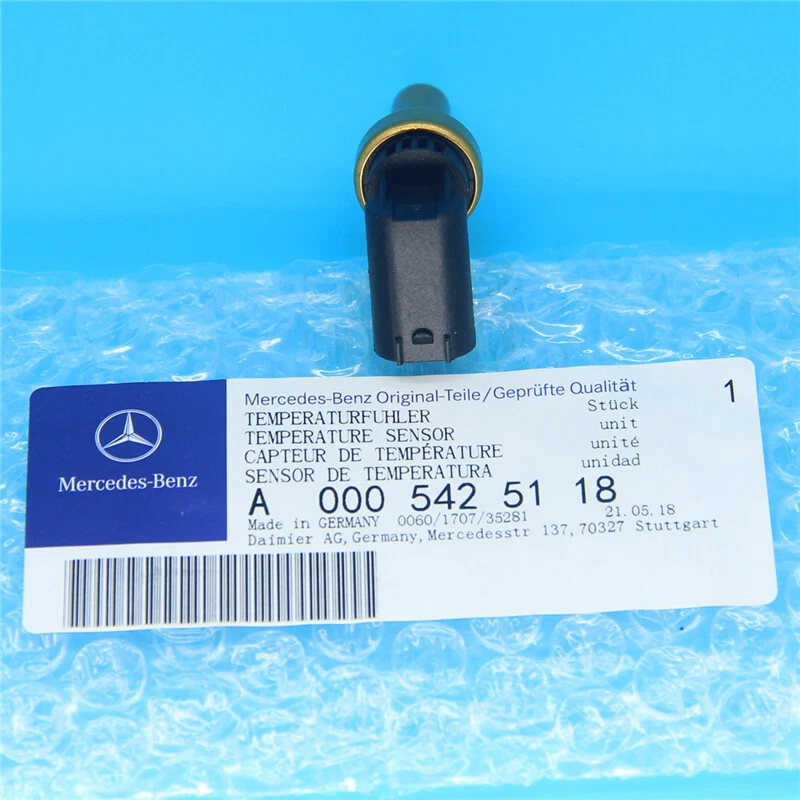 Mercedes-Benz
Mercedes-Benz Original-Teile/Geprüfte Qualität 1
TEMPERATURFUHLER Stück
TEMPERATURE SENSOR unit
CAPTEUR DE TEMPÉRATURE unité
SENSOR DE TEMPERATURA unidad
A 000 542 51 18
Made in GERMANY 0060/1707/35281 21.05.18
Daimier AG, Germany, Mercedesstr 137,70327 Stuttgart